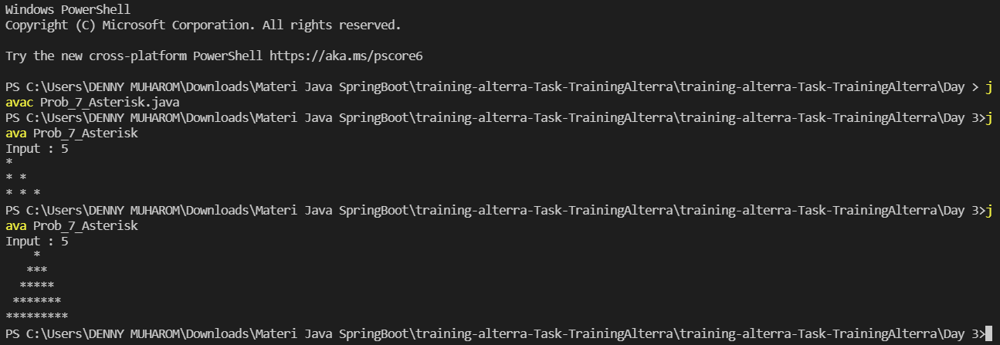 Windows PowerShell
Copyright (C) Microsoft Corporation. All rights reserved.

Try the new cross-platform PowerShell https://aka.ms/pscore6

PS C:\Users\DENNY MUHAROM\Downloads\Materi Java SpringBoot\training-alterra-Task-TrainingAlterra\training-alterra-Task-TrainingAlterra\Day > j
avac Prob_7_Asterisk.java
PS C:\Users\DENNY MUHAROM\Downloads\Materi Java SpringBoot\training-alterra-Task-TrainingAlterra\training-alterra-Task-TrainingAlterra\Day 3>j
ava Prob_7_Asterisk
Input : 5
*
* *
* * *
PS C:\Users\DENNY MUHAROM\Downloads\Materi Java SpringBoot\training-alterra-Task-TrainingAlterra\training-alterra-Task-TrainingAlterra\Day 3>j
ava Prob_7_Asterisk
Input : 5
    *
   ***
  *****
 *******
*********
PS C:\Users\DENNY MUHAROM\Downloads\Materi Java SpringBoot\training-alterra-Task-TrainingAlterra\training-alterra-Task-TrainingAlterra\Day 3>